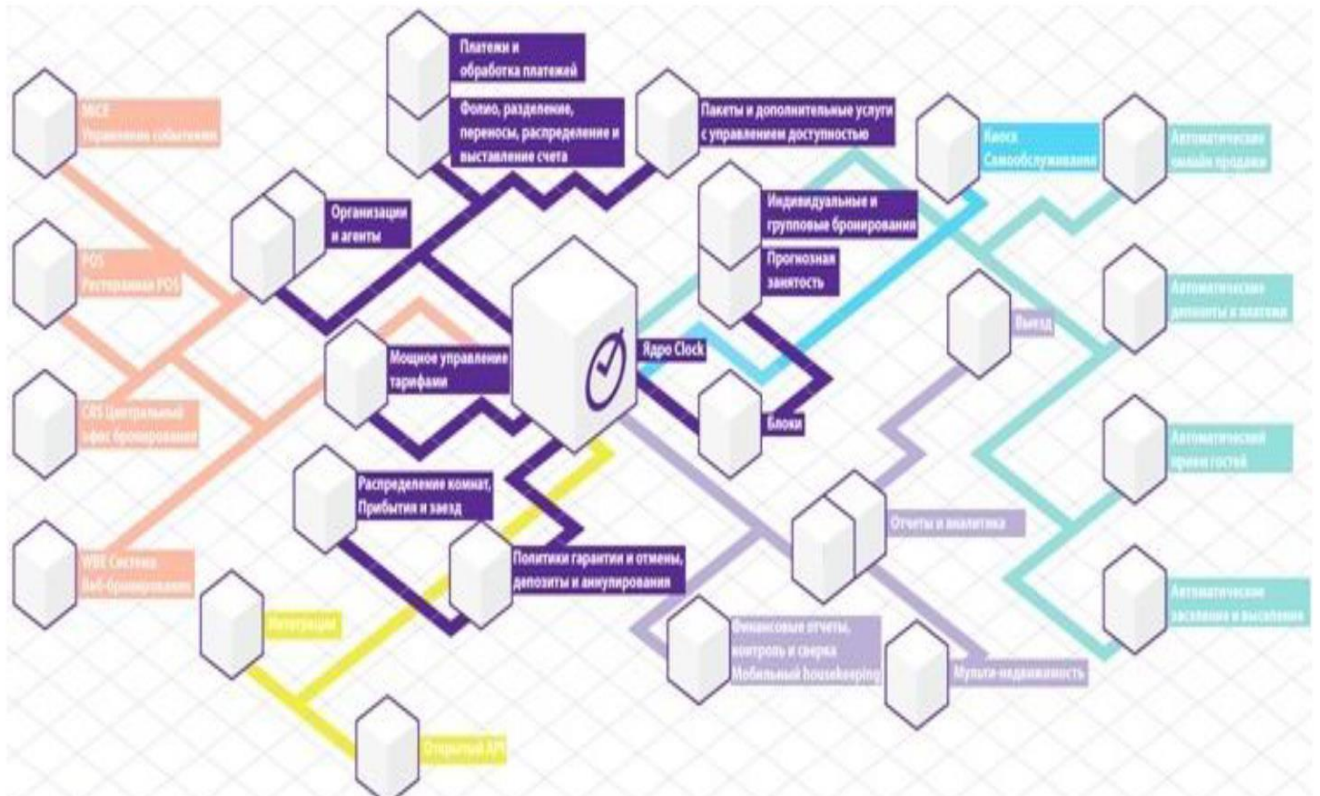 Платежи и
обработка платежей
Фолио, разделение,
переносы, распределение и
выставление счета
Пакеты и дополнительные услуги
с управлением доступностью
MICE
Управление событиями
Киоск
Самообслуживания
Автоматические
онлайн продажи
Организации
и агенты
Индивидуальные и
групповые бронирования
Прогнозная
занятость
POS
Ресторанная POS
Автоматические
депозиты и платежи
Выезд
Ядро Clock
Мощное управление
тарифами
CRS Центральный
офис бронирования
Блоки
Автоматический
прием гостей
Распределение комнат,
Прибытия и заезд
Отчеты и аналитика
Политики гарантии и отмены,
депозиты и аннулирования
WBE Система
Веб-бронирования
Автоматические
заселение и выселение
Интеграции
Финансовые отчеты,
контроль и сверка
Мобильный housekeeping
Мульти-недвижимость
Открытый API